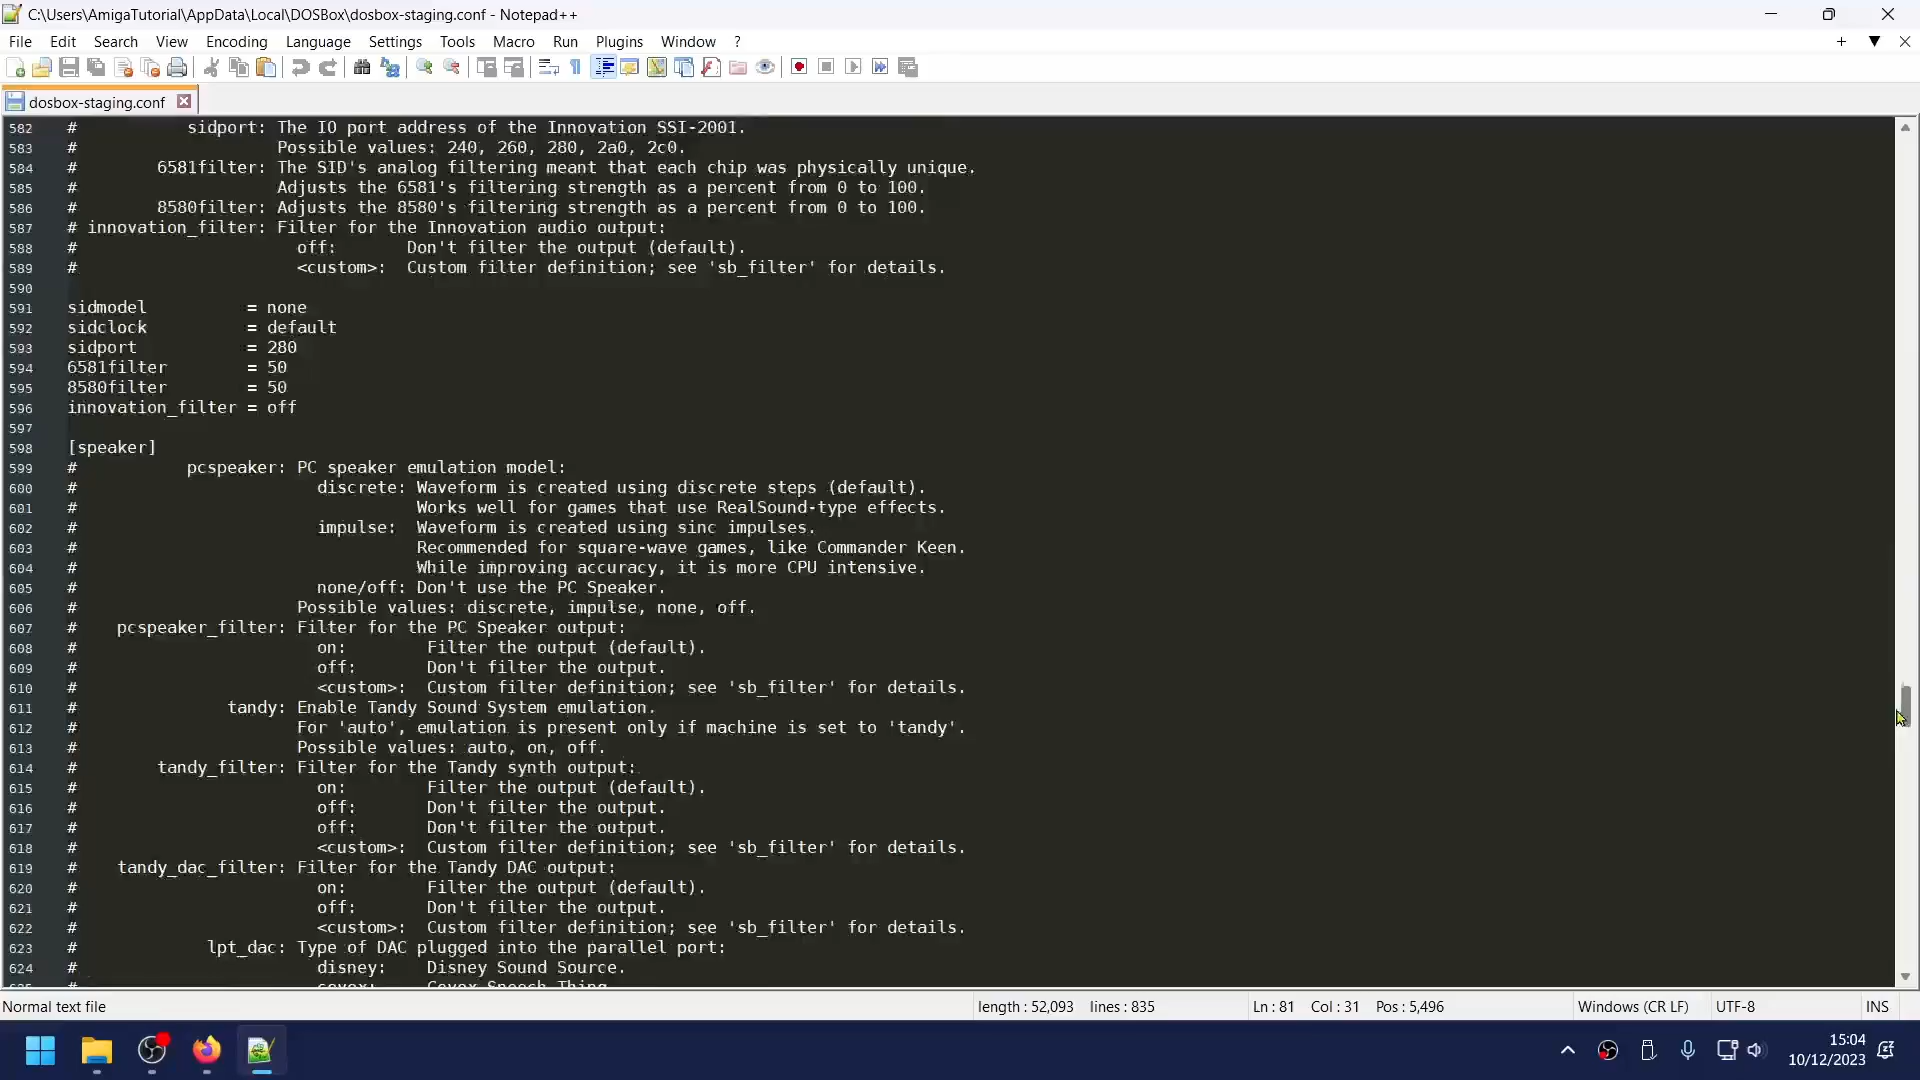 C:\Users\AmigaTutorial\AppData\Local\DOSBox\dosbox-staging.conf - Notepad++
File Edit Search View Encoding Language Settings Tools Macro Run Plugins Window ?
dosbox-staging.conf
582 # sidport: The IO port address of the Innovation SSI-2001.
583 # Possible values: 240, 260, 280, 2a0, 2c0.
584 # 6581filter: The SID's analog filtering meant that each chip was physically unique.
585 # Adjusts the 6581's filtering strength as a percent from 0 to 100.
586 # 8580filter: Adjusts the 8580's filtering strength as a percent from 0 to 100.
587 # innovation_filter: Filter for the Innovation audio output:
588 # off: Don't filter the output (default).
589 # <custom>: Custom filter definition; see 'sb_filter' for details.
590
591 sidmodel = none
592 sidclock = default
593 sidport = 280
594 6581filter = 50
595 8580filter = 50
596 innovation_filter = off
597
598 [speaker]
599 # pcspeaker: PC speaker emulation model:
600 # discrete: Waveform is created using discrete steps (default).
601 # Works well for games that use RealSound-type effects.
602 # impulse: Waveform is created using sinc impulses.
603 # Recommended for square-wave games, like Commander Keen.
604 # While improving accuracy, it is more CPU intensive.
605 # none/off: Don't use the PC Speaker.
606 # Possible values: discrete, impulse, none, off.
607 # pcspeaker_filter: Filter for the PC Speaker output:
608 # on: Filter the output (default).
609 # off: Don't filter the output.
610 # <custom>: Custom filter definition; see 'sb_filter' for details.
611 # tandy: Enable Tandy Sound System emulation.
612 # For 'auto', emulation is present only if machine is set to 'tandy'.
613 # Possible values: auto, on, off.
614 # tandy_filter: Filter for the Tandy synth output:
615 # on: Filter the output (default).
616 # off: Don't filter the output.
617 # off: Don't filter the output.
618 # <custom>: Custom filter definition; see 'sb_filter' for details.
619 # tandy_dac_filter: Filter for the Tandy DAC output:
620 # on: Filter the output (default).
621 # off: Don't filter the output.
622 # <custom>: Custom filter definition; see 'sb_filter' for details.
623 # lpt_dac: Type of DAC plugged into the parallel port:
624 # disney: Disney Sound Source.
625 # covox: Covox Speech Thing.
Normal text file length : 52,093 lines : 835 Ln : 81 Col : 31 Pos : 5,496 Windows (CR LF) UTF-8 INS
15:04
10/12/2023